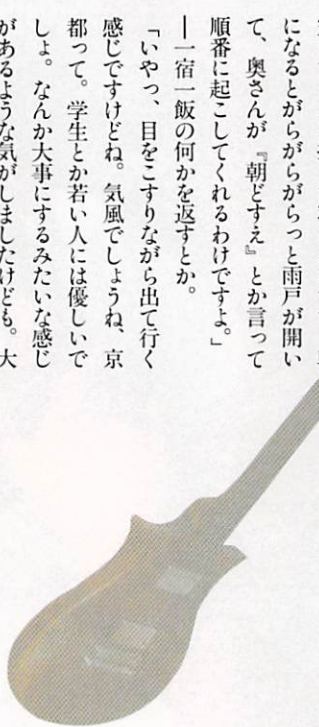 になるとがらがらがらっと雨戸が開い
て、奥さんが『朝どすえ』とか言って
順番に起こしてくれるわけですよ。」
―一宿一飯の何かを返すとか。
「いやっ、目をこすりながら出て行く
感じですけどね。気風でしょうね、京
都って。学生とか若い人には優しいで
しょ。なんか大事にするみたいな感じ
があるような気がしましたけども。大